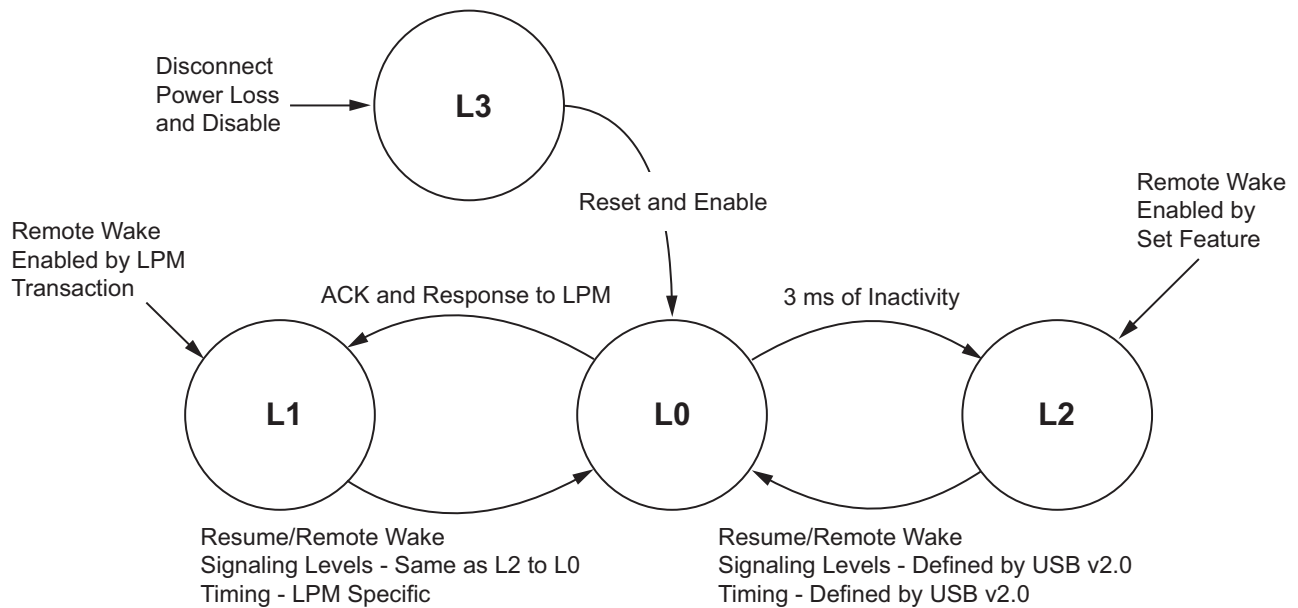 Disconnect
Power Loss
and Disable
L3
Reset and Enable
Remote Wake
Enabled by
Set Feature
Remote Wake
Enabled by LPM
Transaction
ACK and Response to LPM
3 ms of Inactivity
L1
L0
L2
Resume/Remote Wake
Signaling Levels - Same as L2 to L0
Timing - LPM Specific
Resume/Remote Wake
Signaling Levels - Defined by USB v2.0
Timing - Defined by USB v2.0